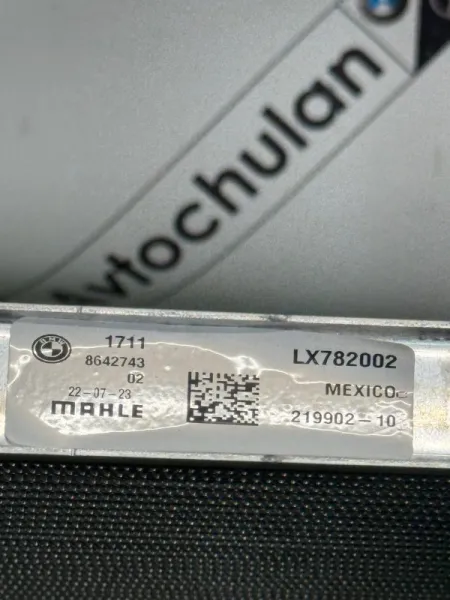 Avtochulan
1711
8642743
02
22-07-23
MAHLE
LX782002
MEXICO
219902-10